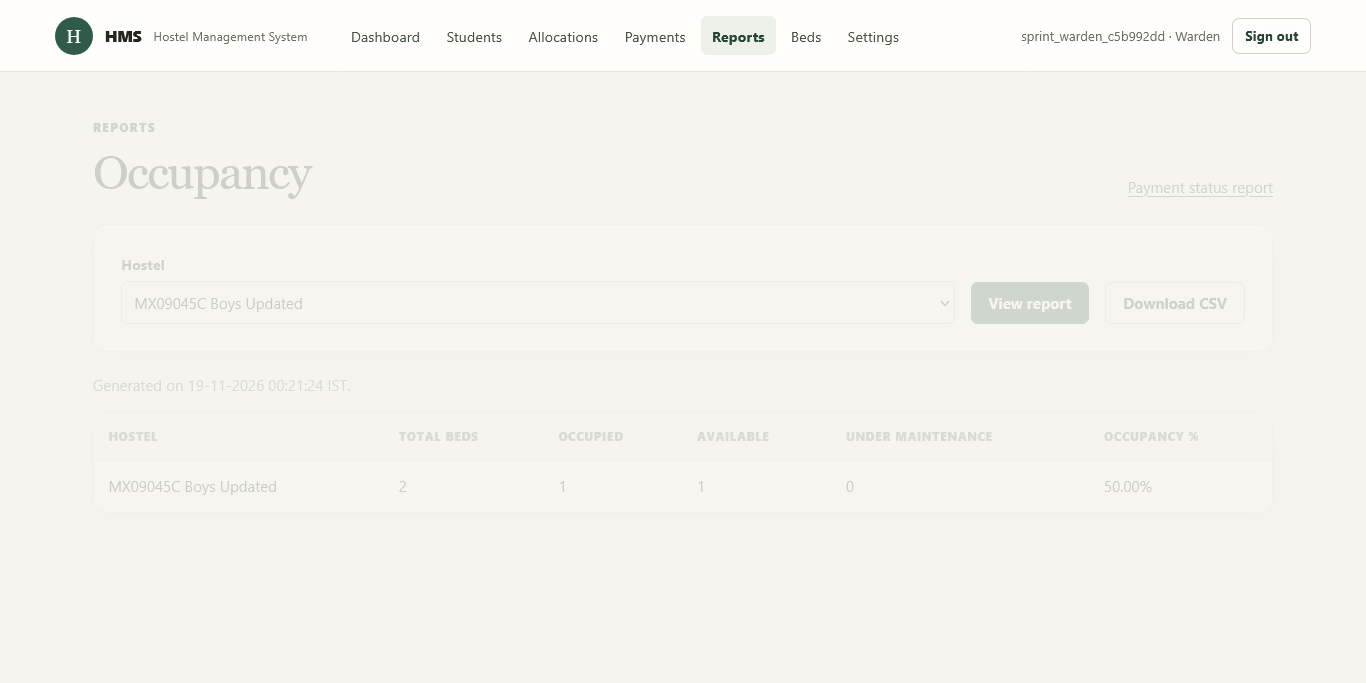 H HMS Hostel Management System Dashboard Students Allocations Payments Reports Beds Settings sprint_warden_c5b992dd · Warden Sign out
REPORTS
Occupancy
Payment status report
Hostel
MX09045C Boys Updated View report Download CSV
Generated on 19-11-2026 00:21:24 IST.
HOSTEL TOTAL BEDS OCCUPIED AVAILABLE UNDER MAINTENANCE OCCUPANCY %
MX09045C Boys Updated 2 1 1 0 50.00%